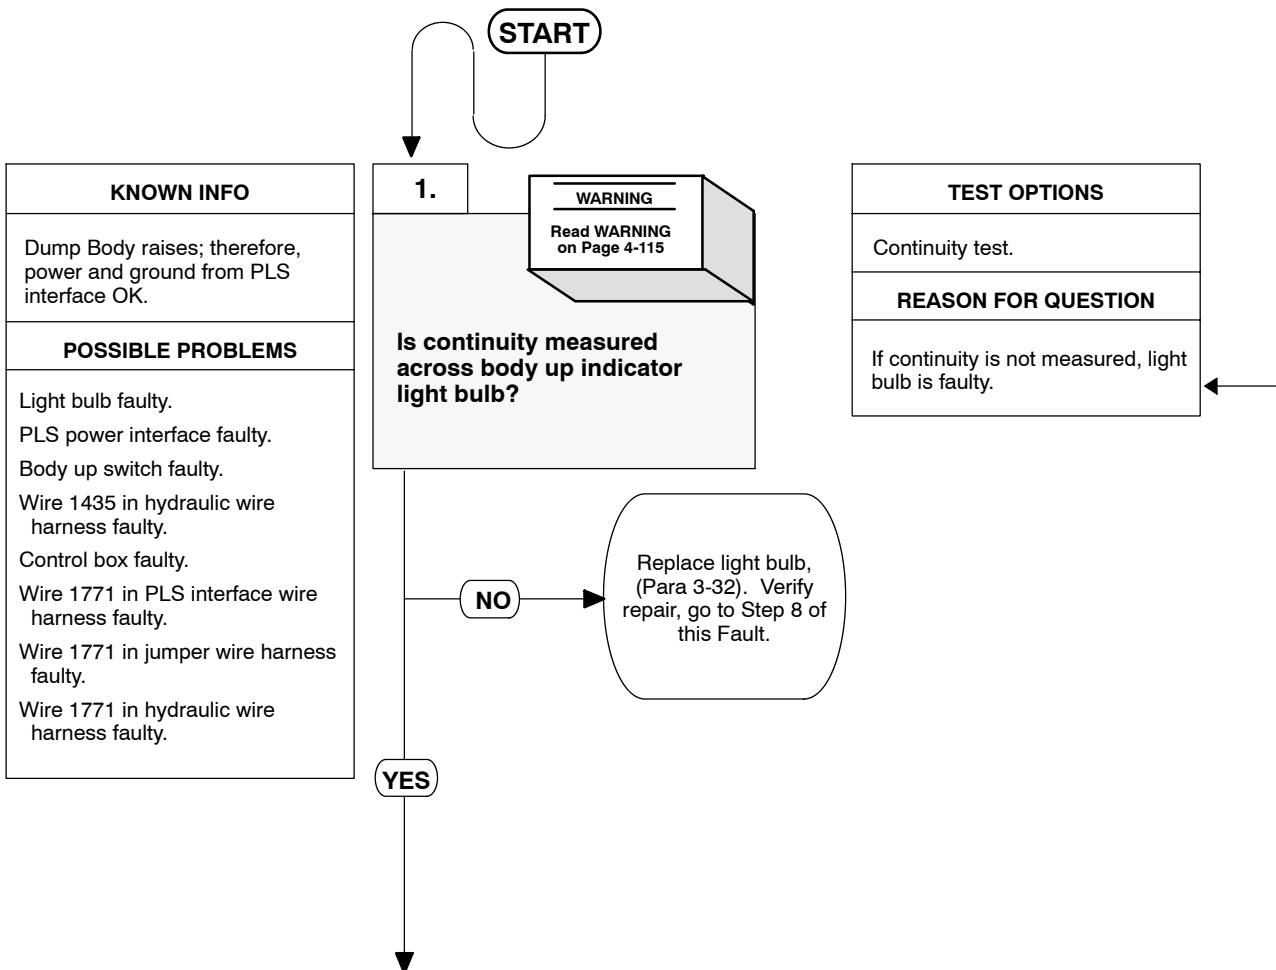 START
KNOWN INFO
Dump Body raises; therefore,
power and ground from PLS
interface OK.
POSSIBLE PROBLEMS
Light bulb faulty.
PLS power interface faulty.
Body up switch faulty.
Wire 1435 in hydraulic wire
harness faulty.
Control box faulty.
Wire 1771 in PLS interface wire
harness faulty.
Wire 1771 in jumper wire harness
faulty.
Wire 1771 in hydraulic wire
harness faulty.
1.
WARNING
Read WARNING
on Page 4-115
Is continuity measured
across body up indicator
light bulb?
TEST OPTIONS
Continuity test.
REASON FOR QUESTION
If continuity is not measured, light
bulb is faulty.
NO
Replace light bulb,
(Para 3-32). Verify
repair, go to Step 8 of
this Fault.
YES